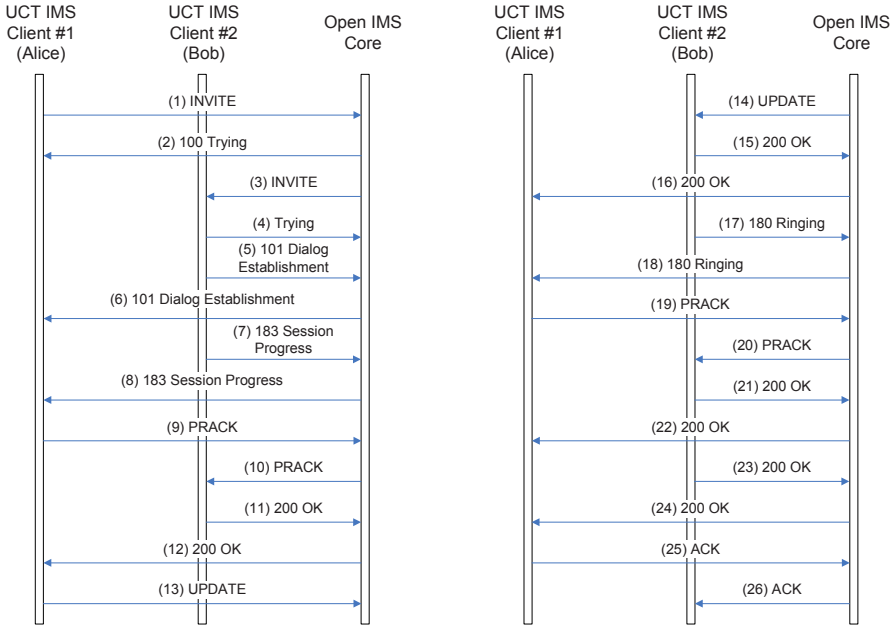 UCT IMS
Client #1
(Alice)
UCT IMS
Client #2
(Bob)
Open IMS
Core
(1) INVITE
(2) 100 Trying
(3) INVITE
(4) Trying
(5) 101 Dialog
Establishment
(6) 101 Dialog Establishment
(7) 183 Session
Progress
(8) 183 Session Progress
(9) PRACK
(10) PRACK
(11) 200 OK
(12) 200 OK
(13) UPDATE
UCT IMS
Client #1
(Alice)
UCT IMS
Client #2
(Bob)
Open IMS
Core
(14) UPDATE
(15) 200 OK
(16) 200 OK
(17) 180 Ringing
(18) 180 Ringing
(19) PRACK
(20) PRACK
(21) 200 OK
(22) 200 OK
(23) 200 OK
(24) 200 OK
(25) ACK
(26) ACK